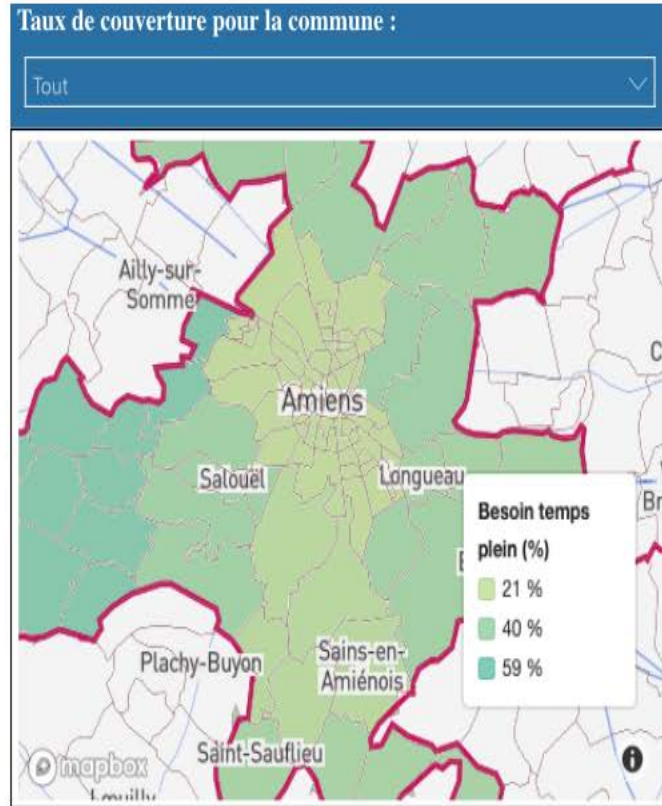 Taux de couverture pour la commune :
Tout
Ailly-sur-
Somme
Amiens
Salouël
Longueau
Br
Besoin temps
plein (%)
21 %
40 %
59 %
Plachy-Buyon
Sains-en-
Amiénois
Saint-Sauflieu
mapbox